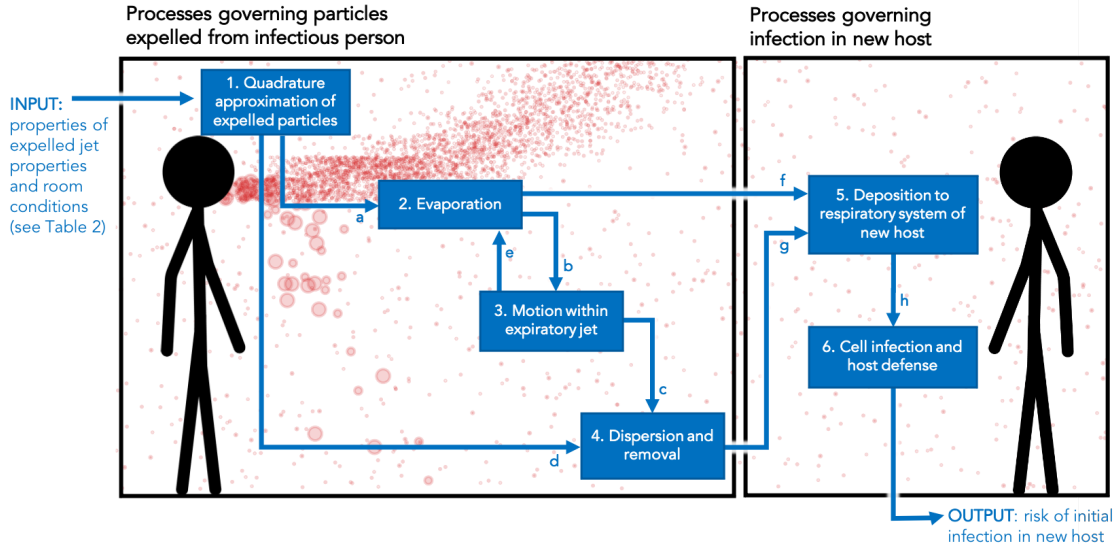 Processes governing particles
expelled from infectious person
Processes governing
infection in new host
INPUT:
properties of
expelled jet
properties
and room
conditions
(see Table 2)
1. Quadrature
approximation of
expelled particles
a
2. Evaporation
f
5. Deposition to
respiratory system of
new host
g
e
b
3. Motion within
expiratory jet
h
6. Cell infection and
host defense
c
4. Dispersion and
removal
d
OUTPUT: risk of initial
infection in new host